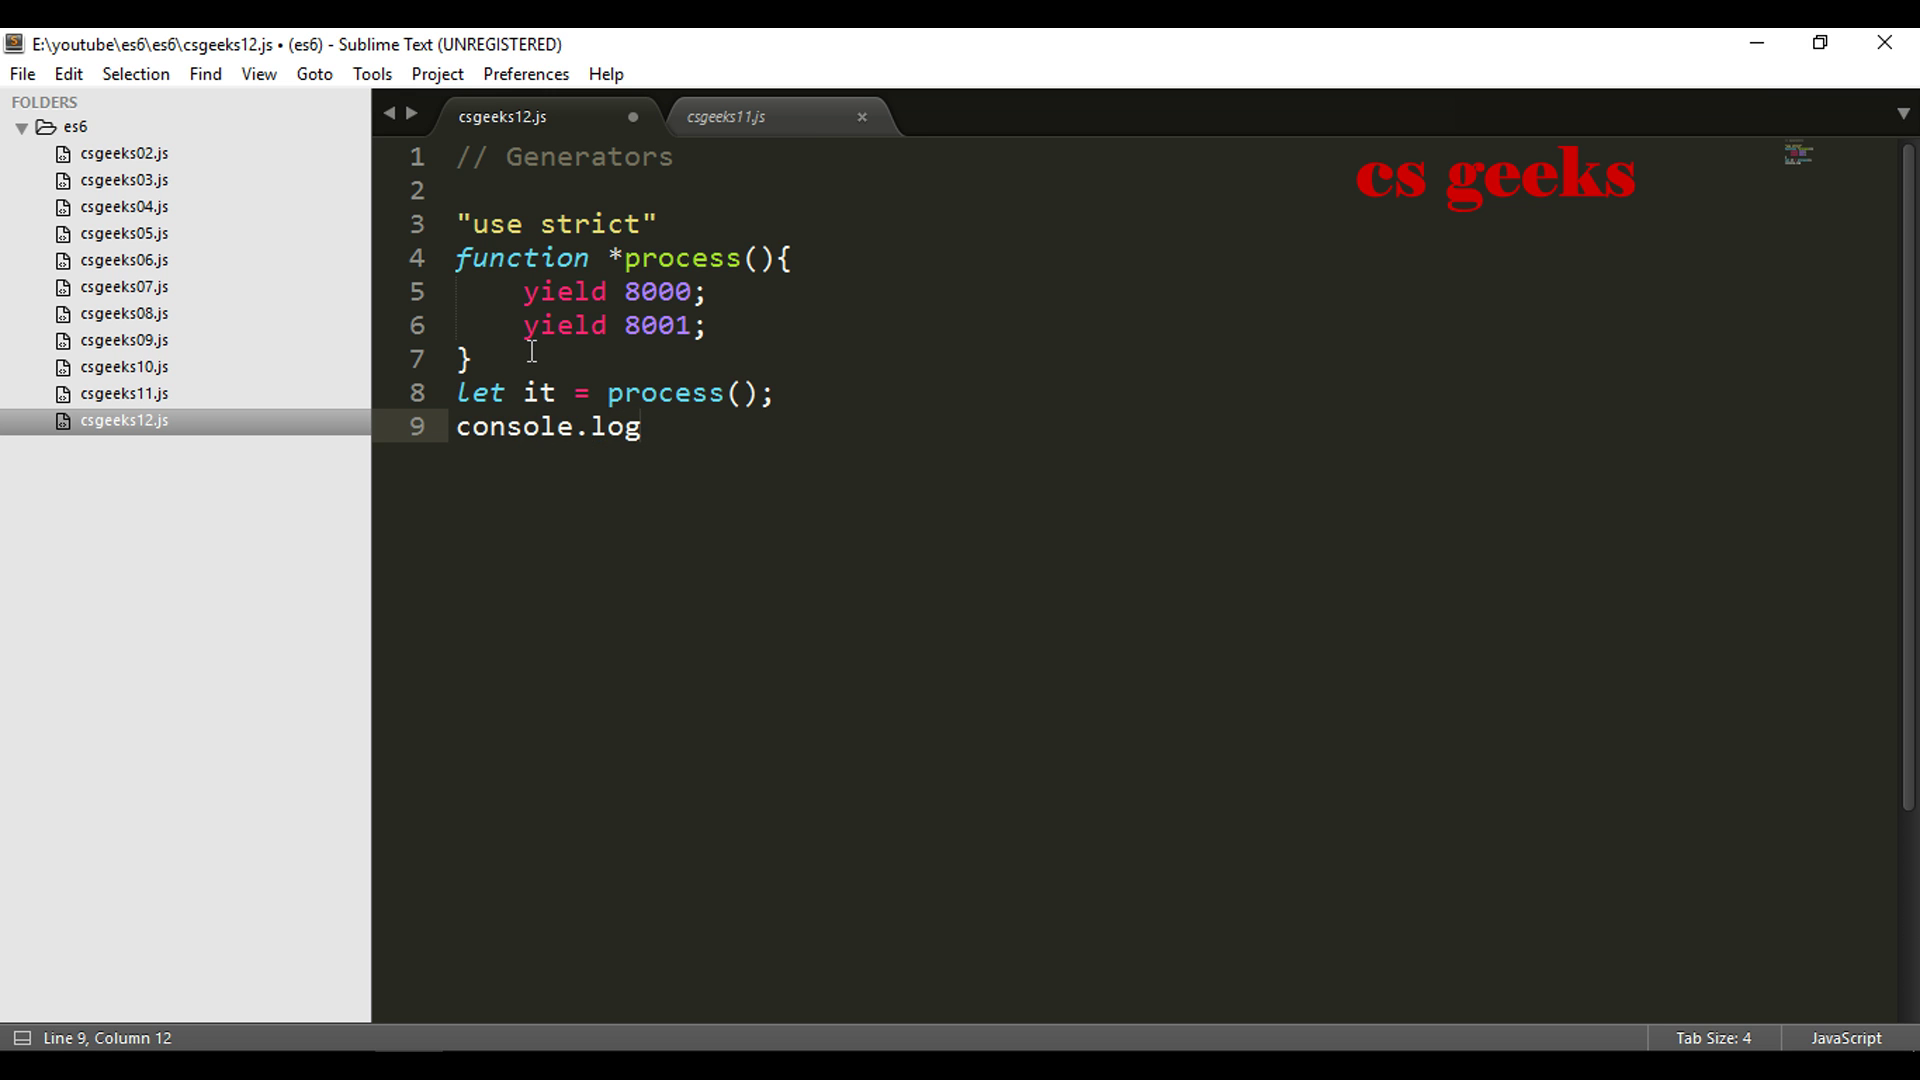 E:\youtube\es6\es6\csgeeks12.js • (es6) - Sublime Text (UNREGISTERED)
File Edit Selection Find View Goto Tools Project Preferences Help
FOLDERS
es6
csgeeks02.js
csgeeks03.js
csgeeks04.js
csgeeks05.js
csgeeks06.js
csgeeks07.js
csgeeks08.js
csgeeks09.js
csgeeks10.js
csgeeks11.js
csgeeks12.js
csgeeks12.js csgeeks11.js
cs geeks
1 // Generators
2
3 "use strict"
4 function *process(){
5 yield 8000;
6 yield 8001;
7 }
8 let it = process();
9 console.log
Line 9, Column 12 Tab Size: 4 JavaScript